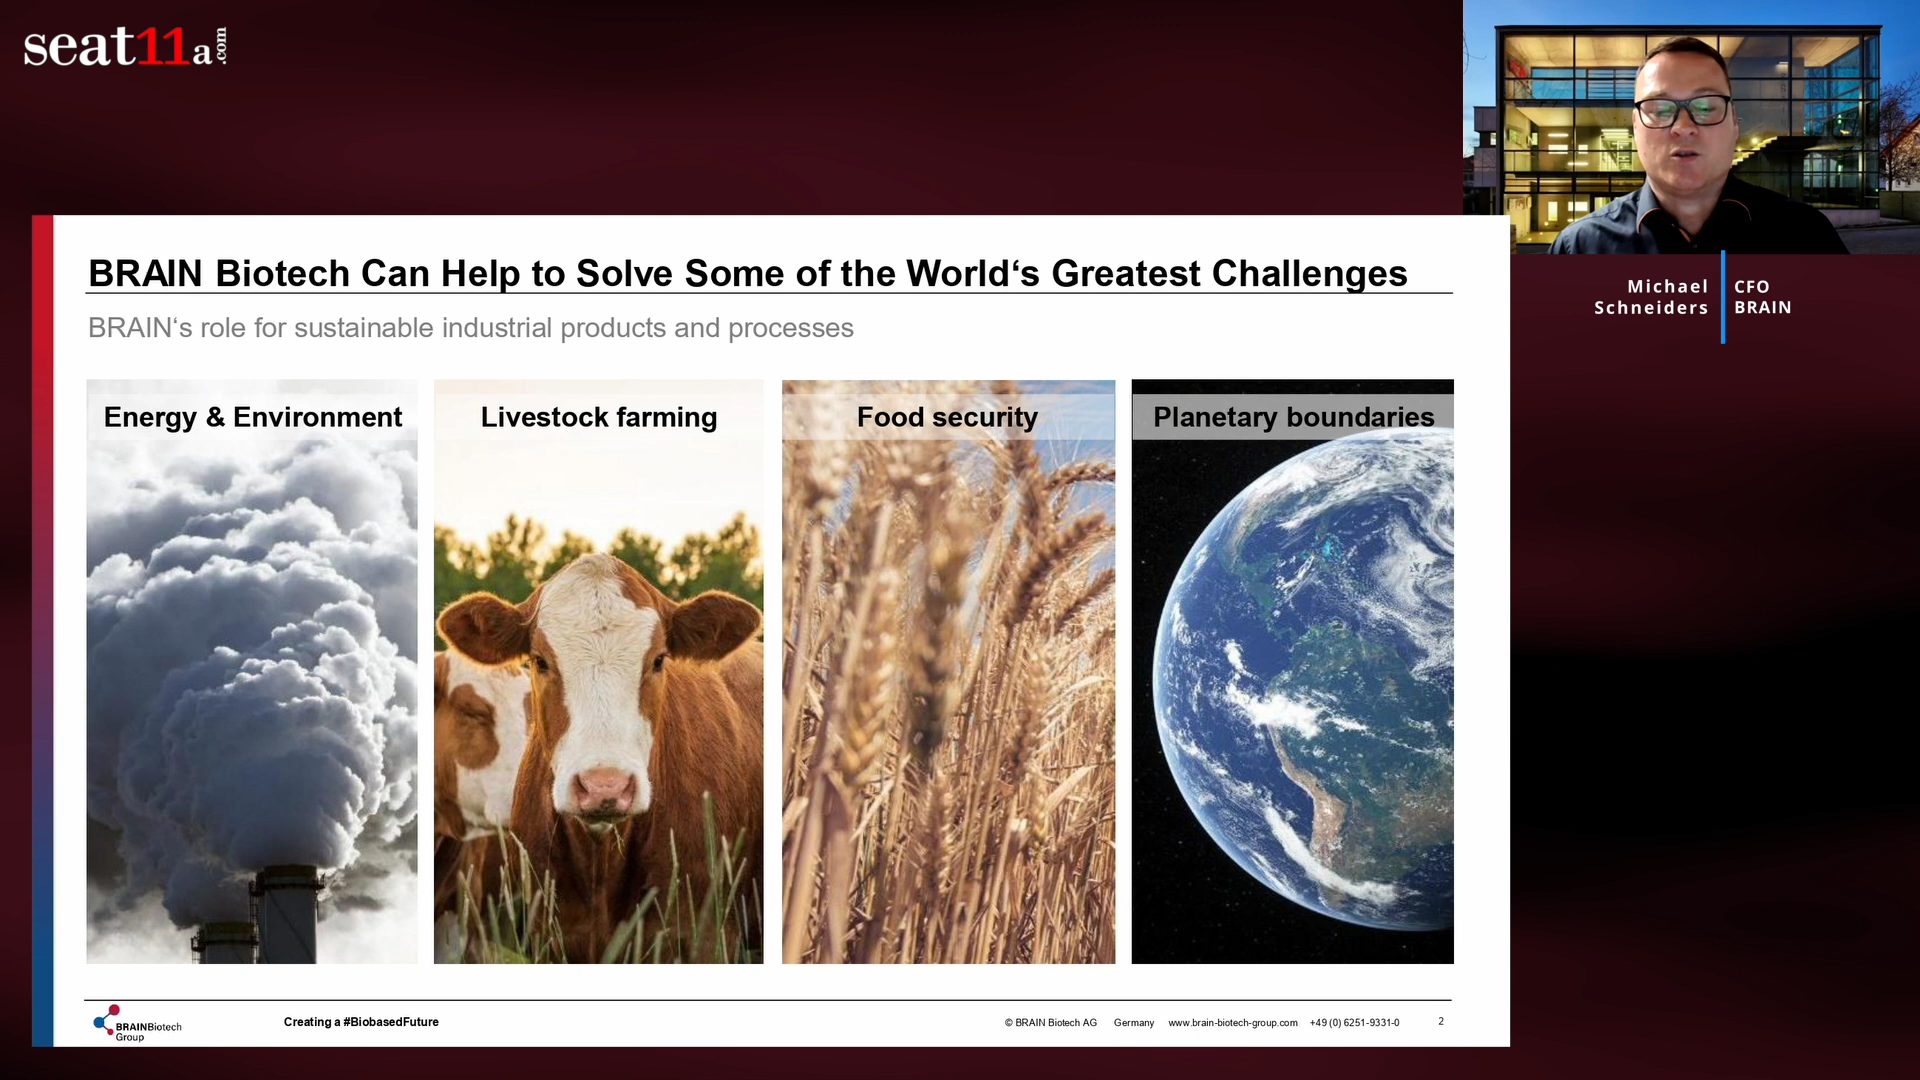 seat11a.com
Michael
Schneiders
CFO
BRAIN
BRAIN Biotech Can Help to Solve Some of the World‘s Greatest Challenges
BRAIN‘s role for sustainable industrial products and processes
Energy & Environment
Livestock farming
Food security
Planetary boundaries
BRAINBiotech
Group
Creating a #BiobasedFuture
© BRAIN Biotech AG Germany www.brain-biotech-group.com +49 (0) 6251-9331-0 2